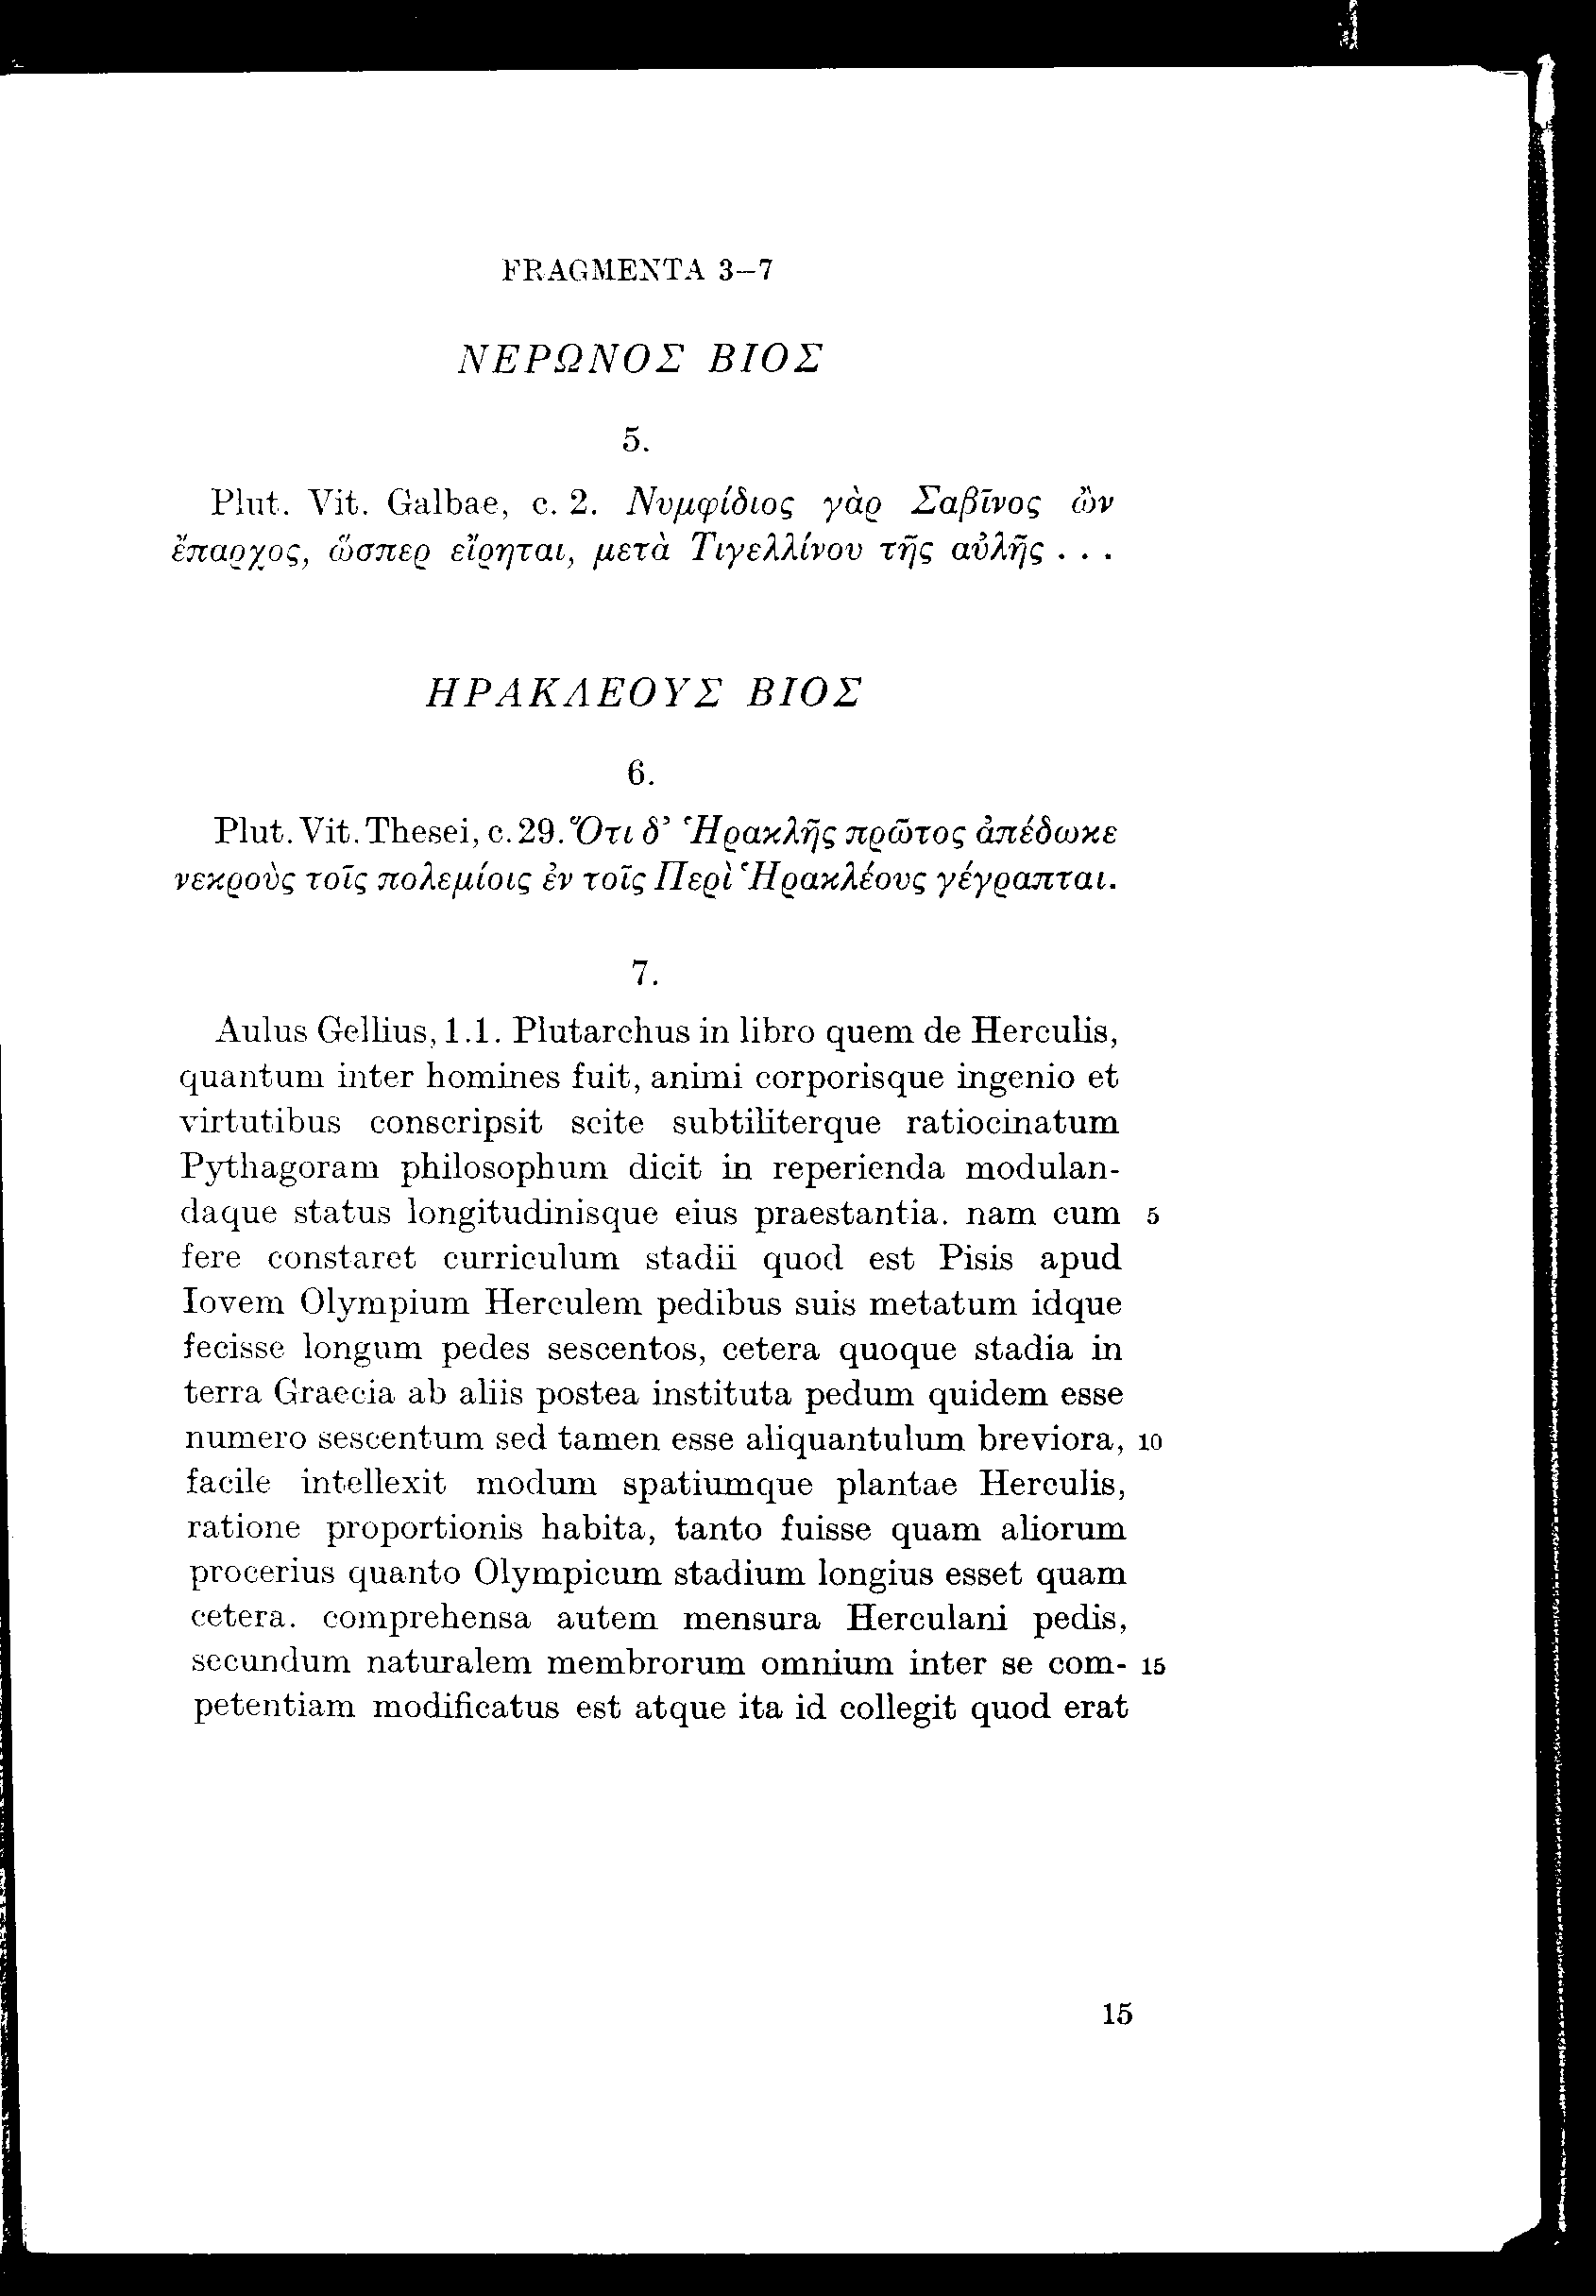 FRAGMENTA 3–7
ΝΕΡΩΝΟΣ ΒΙΟΣ
5.
Plut. Vit. Galbae, c. 2. Νυμφίδιος γὰρ Σαβῖνος ὢν
ἔπαρχος, ὥσπερ εἴρηται, μετὰ Τιγελλίνου τῆς αὐλῆς . . .
ΗΡΑΚΛΕΟΥΣ ΒΙΟΣ
6.
Plut. Vit. Thesei, c. 29. Ὅτι δ’ Ἡρακλῆς πρῶτος ἀπέδωκε
νεκροὺς τοῖς πολεμίοις ἐν τοῖς Περὶ Ἡρακλέους γέγραπται.
7.
Aulus Gellius, 1.1. Plutarchus in libro quem de Herculis,
quantum inter homines fuit, animi corporisque ingenio et
virtutibus conscripsit scite subtiliterque ratiocinatum
Pythagoram philosophum dicit in reperienda modulan-
daque status longitudinisque eius praestantia. nam cum 5
fere constaret curriculum stadii quod est Pisis apud
Iovem Olympium Herculem pedibus suis metatum idque
fecisse longum pedes sescentos, cetera quoque stadia in
terra Graecia ab aliis postea instituta pedum quidem esse
numero sescentum sed tamen esse aliquantulum breviora, 10
facile intellexit modum spatiumque plantae Herculis,
ratione proportionis habita, tanto fuisse quam aliorum
procerius quanto Olympicum stadium longius esset quam
cetera. comprehensa autem mensura Herculani pedis,
secundum naturalem membrorum omnium inter se com- 15
petentiam modificatus est atque ita id collegit quod erat
15